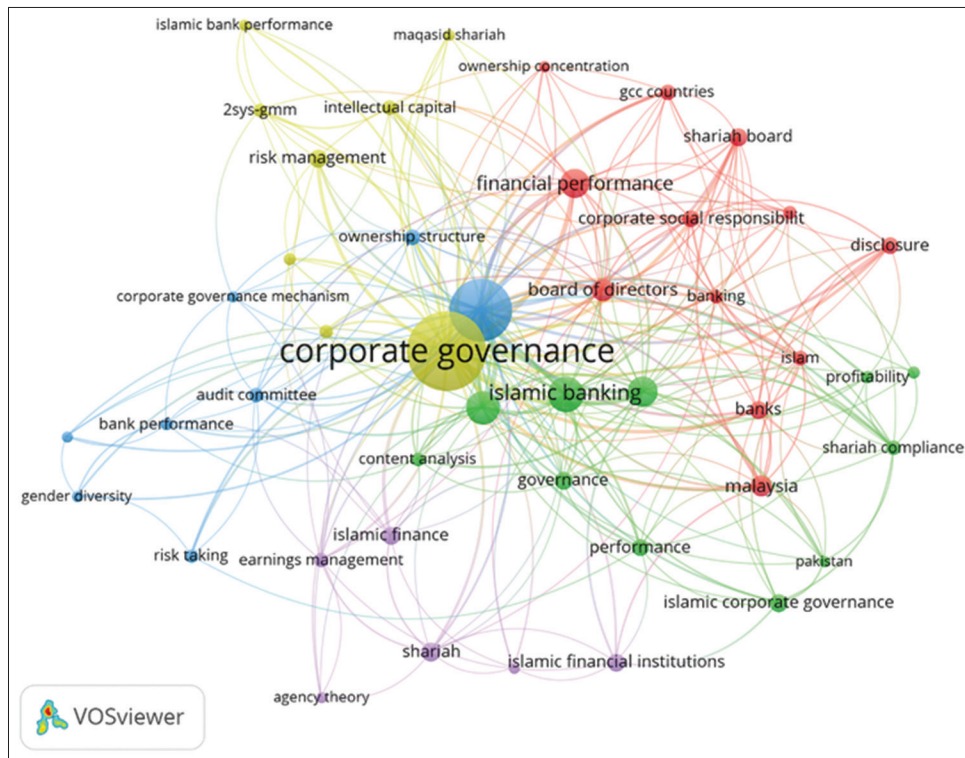 islamic bank performance
maqasid shariah
ownership concentration
gcc countries
2sys-gmm
intellectual capital
shariah board
risk management
financial performance
corporate social responsibilit
ownership structure
disclosure
corporate governance mechanism
board of directors
banking
corporate governance
islam
profitability
audit committee
islamic banking
banks
bank performance
shariah compliance
content analysis
governance
malaysia
gender diversity
islamic finance
risk taking
earnings management
performance
pakistan
islamic corporate governance
shariah
islamic financial institutions
agency theory
VOSviewer